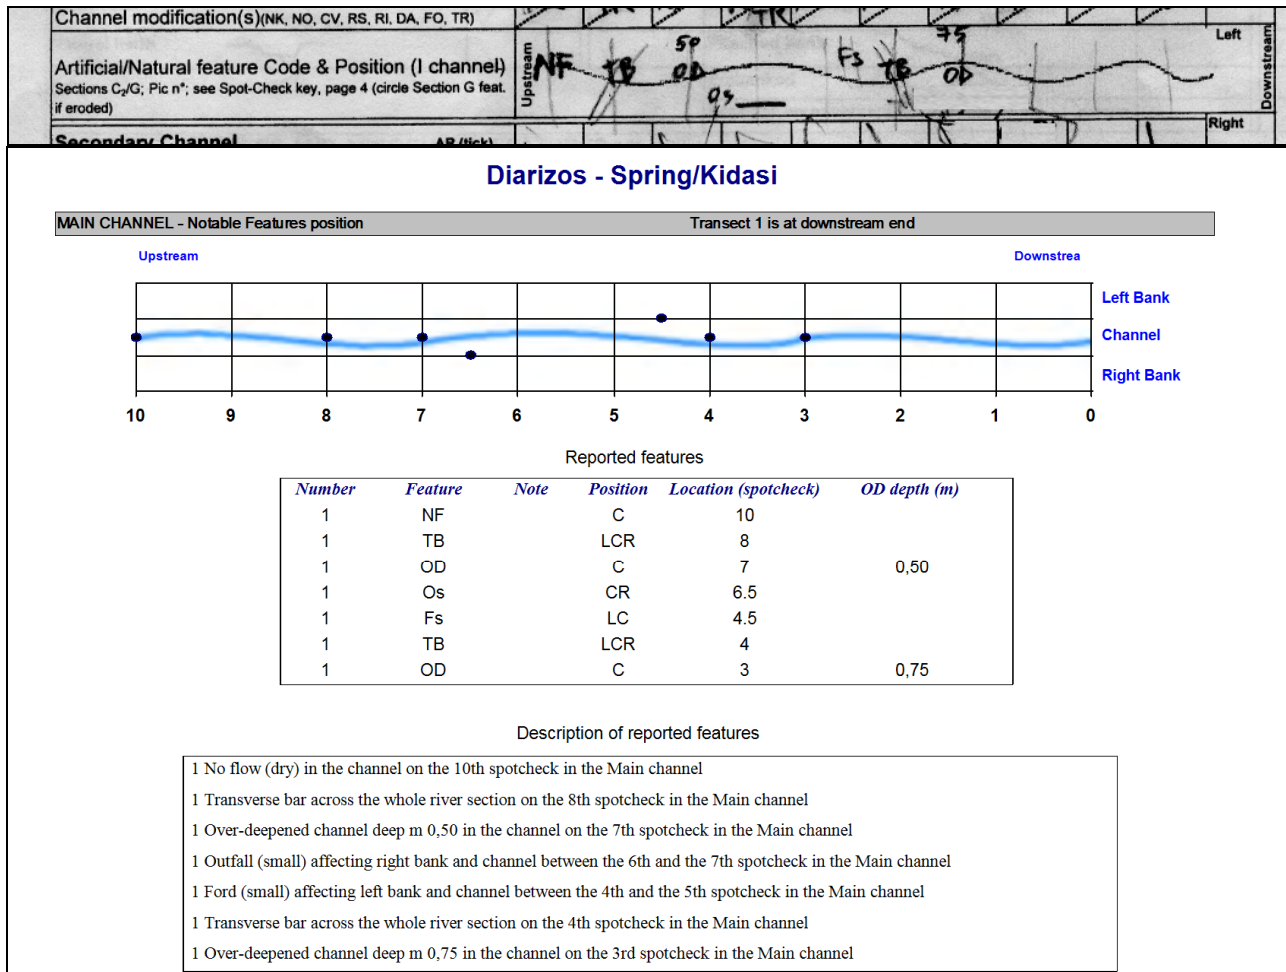 Channel modification(s)(NK, NO, CV, RS, RI, DA, FO, TR)
TR
Artificial/Natural feature Code & Position (I channel)
Sections C₂/G; Pic n°; see Spot-Check key, page 4 (circle Section G feat.
if eroded)
Upstream
NF TB 50 OD Os Fs TB 75 OD
Left
Right
Downstream
Secondary Channel AB (tick)
Diarizos - Spring/Kidasi
MAIN CHANNEL - Notable Features position Transect 1 is at downstream end
Upstream Downstrea
Left Bank
Channel
Right Bank
10 9 8 7 6 5 4 3 2 1 0
Reported features
Number Feature Note Position Location (spotcheck) OD depth (m)
1 NF C 10
1 TB LCR 8
1 OD C 7 0,50
1 Os CR 6.5
1 Fs LC 4.5
1 TB LCR 4
1 OD C 3 0,75
Description of reported features
1 No flow (dry) in the channel on the 10th spotcheck in the Main channel
1 Transverse bar across the whole river section on the 8th spotcheck in the Main channel
1 Over-deepened channel deep m 0,50 in the channel on the 7th spotcheck in the Main channel
1 Outfall (small) affecting right bank and channel between the 6th and the 7th spotcheck in the Main channel
1 Ford (small) affecting left bank and channel between the 4th and the 5th spotcheck in the Main channel
1 Transverse bar across the whole river section on the 4th spotcheck in the Main channel
1 Over-deepened channel deep m 0,75 in the channel on the 3rd spotcheck in the Main channel